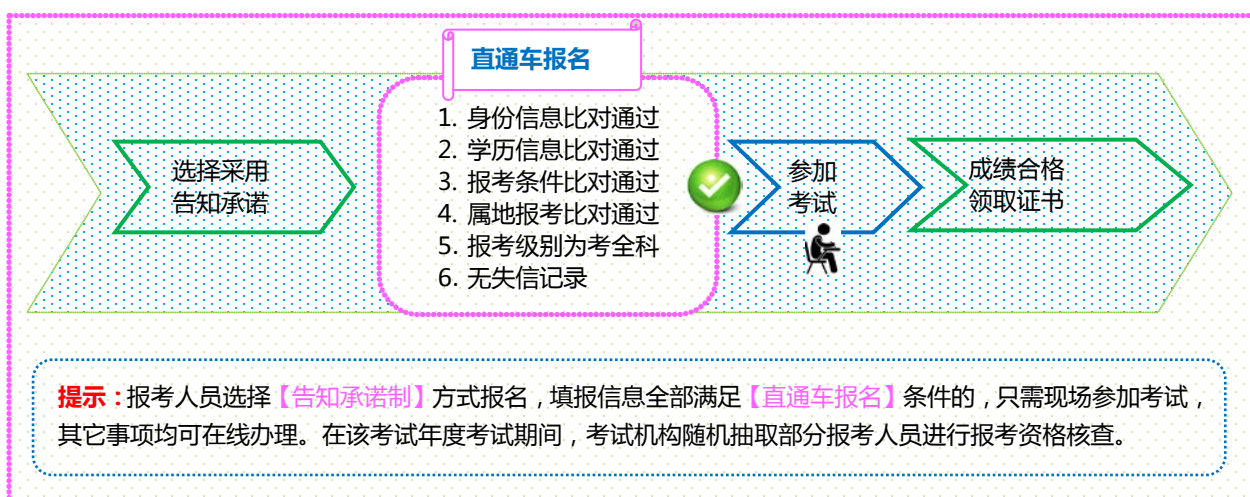 直通车报名
选择采用
告知承诺
1. 身份信息比对通过
2. 学历信息比对通过
3. 报考条件比对通过
4. 属地报考比对通过
5. 报考级别为考全科
6. 无失信记录
参加
考试
成绩合格
领取证书
提示：报考人员选择【告知承诺制】方式报名，填报信息全部满足【直通车报名】条件的，只需现场参加考试，
其它事项均可在线办理。在该考试年度考试期间，考试机构随机抽取部分报考人员进行报考资格核查。